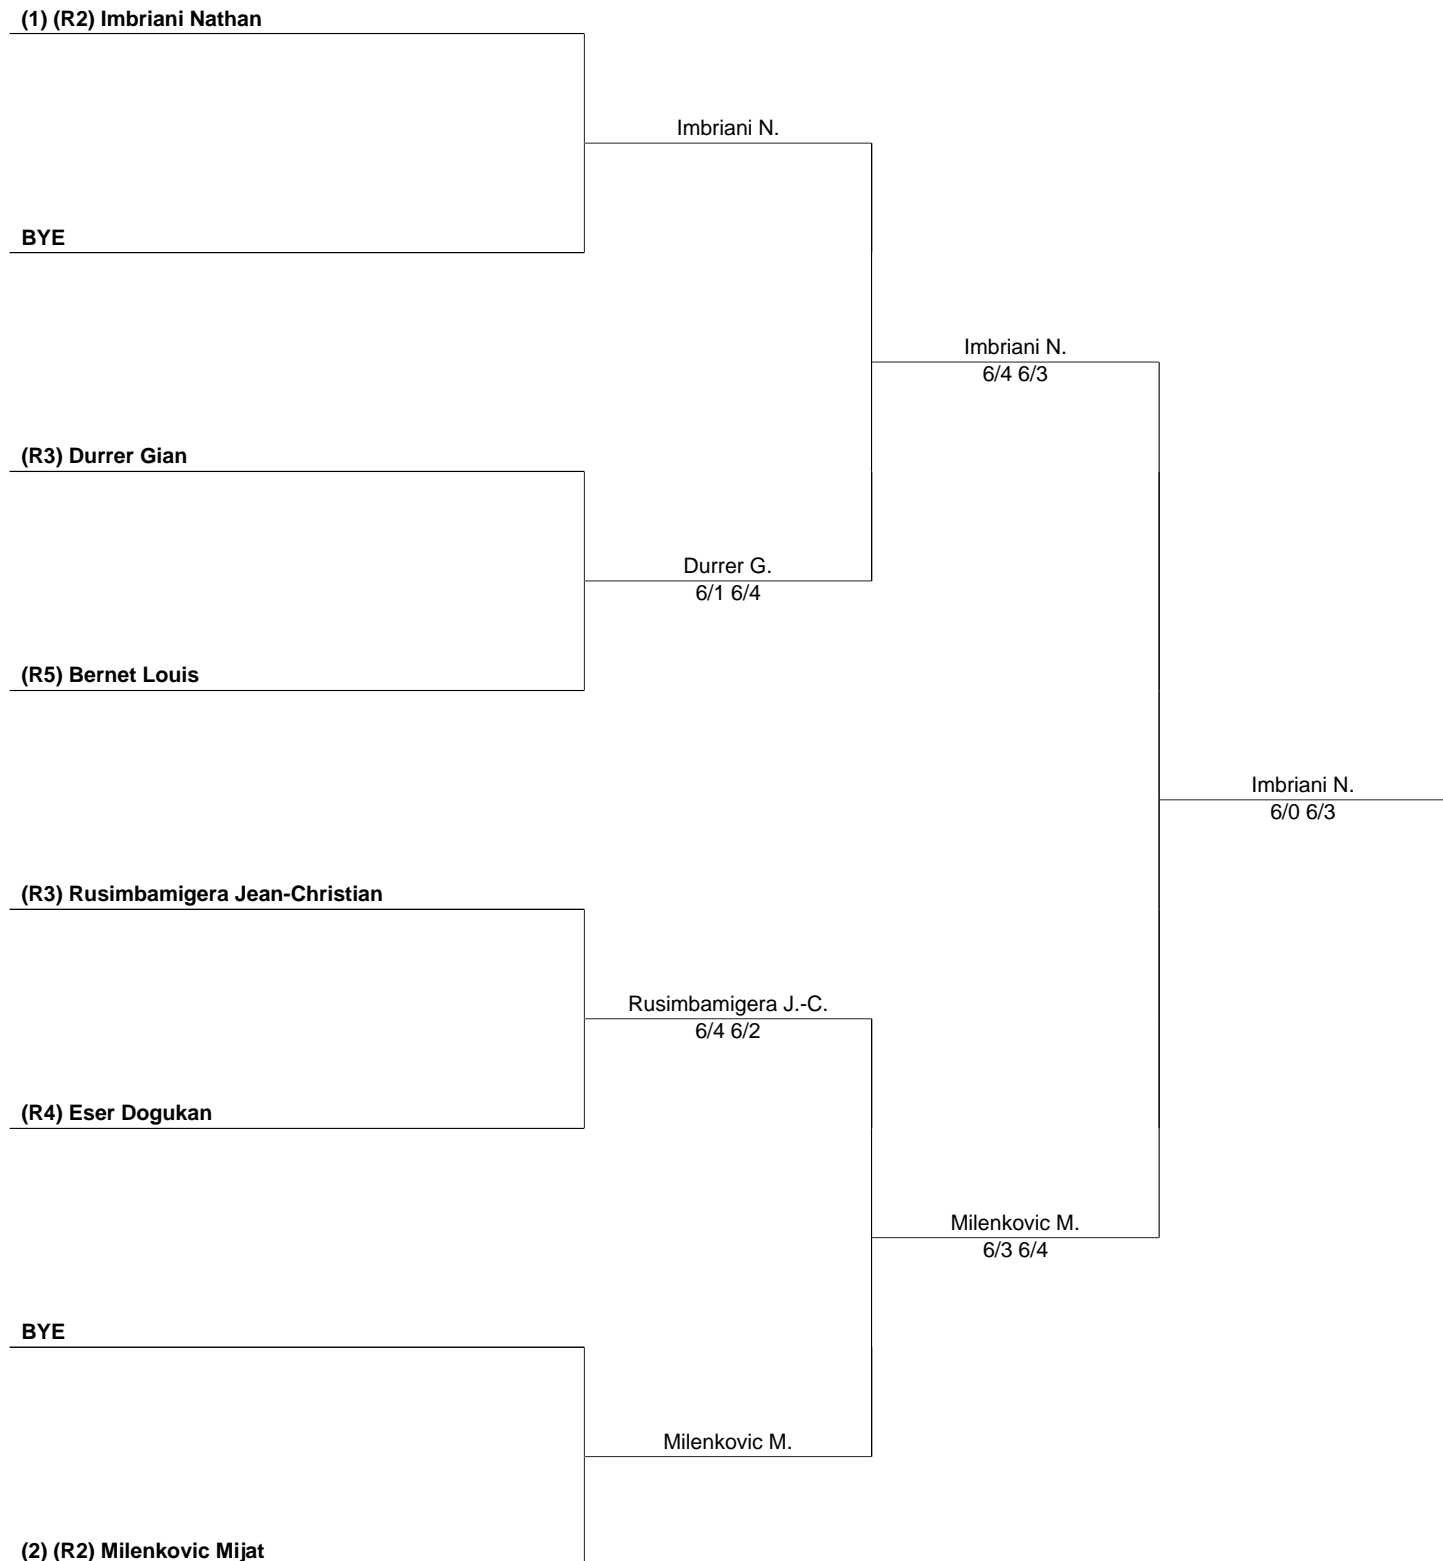 (1) (R2) Imbriani Nathan
Imbriani N.
BYE
Imbriani N.
6/4 6/3
(R3) Durrer Gian
Durrer G.
6/1 6/4
(R5) Bernet Louis
Imbriani N.
6/0 6/3
(R3) Rusimbamigera Jean-Christian
Rusimbamigera J.-C.
6/4 6/2
(R4) Eser Dogukan
Milenkovic M.
6/3 6/4
BYE
Milenkovic M.
(2) (R2) Milenkovic Mijat